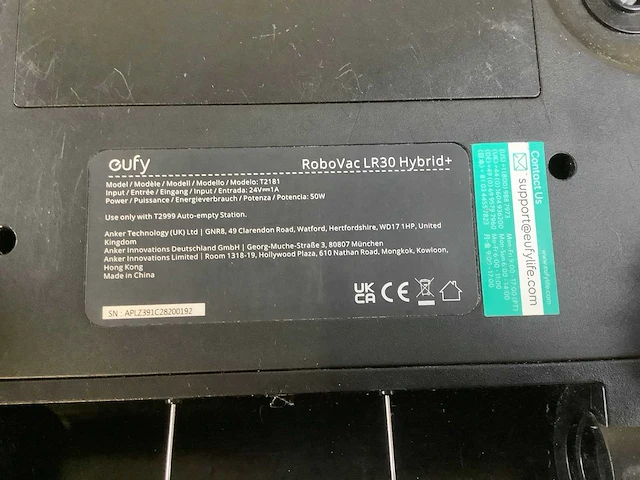 eufy
RoboVac LR30 Hybrid+
Model / Modèle / Modell / Modello / Modelo: T2181
Input / Entrée / Eingang / Input / Entrada: 24V⎓1A
Power / Puissance / Energieverbrauch / Potenza / Potencia: 50W
Use only with T2999 Auto-empty Station.
Anker Technology (UK) Ltd | GNR8, 49 Clarendon Road, Watford, Hertfordshire, WD17 1HP, United
Kingdom
Anker Innovations Deutschland GmbH | Georg-Muche-Straße 3, 80807 München
Anker Innovations Limited | Room 1318-19, Hollywood Plaza, 610 Nathan Road, Mongkok, Kowloon,
Hong Kong
Made in China
UK
CA
CE
SN : APLZ391C28200192
Contact Us
support@eufylife.com